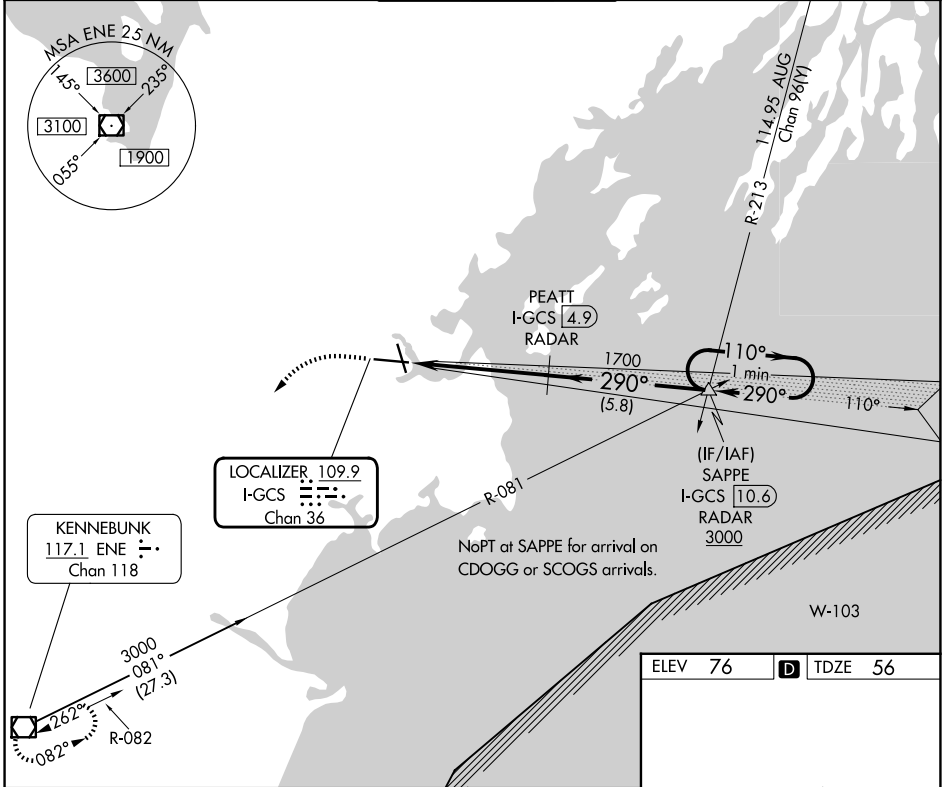 MSA ENE 25 NM
145°
3600
235°
3100
1900
055°
114.95 AUG
Chan 96(Y)
R-213
PEATT
I-GCS 4.9
RADAR
1700
290°
(5.8)
110°
1 min
290°
110°
(IF/IAF)
SAPPE
I-GCS 10.6
RADAR
3000
LOCALIZER 109.9
I-GCS
Chan 36
R-081
KENNEBUNK
117.1 ENE
Chan 118
NoPT at SAPPE for arrival on
CDOGG or SCOGS arrivals.
W-103
3000
081°
(27.3)
262°
082°
R-082
ELEV 76 D TDZE 56